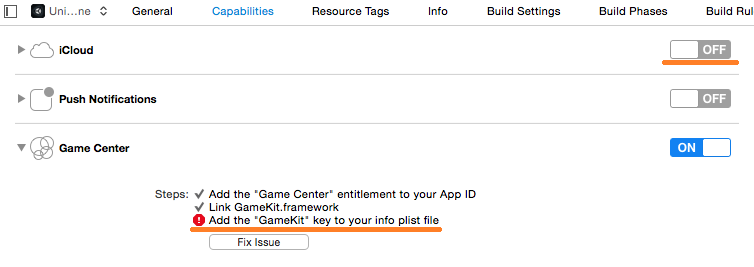 Uni...ne General Capabilities Resource Tags Info Build Settings Build Phases Build Rul
iCloud OFF
Push Notifications OFF
Game Center ON
Steps: Add the "Game Center" entitlement to your App ID
Link GameKit.framework
Add the "GameKit" key to your info plist file
Fix Issue